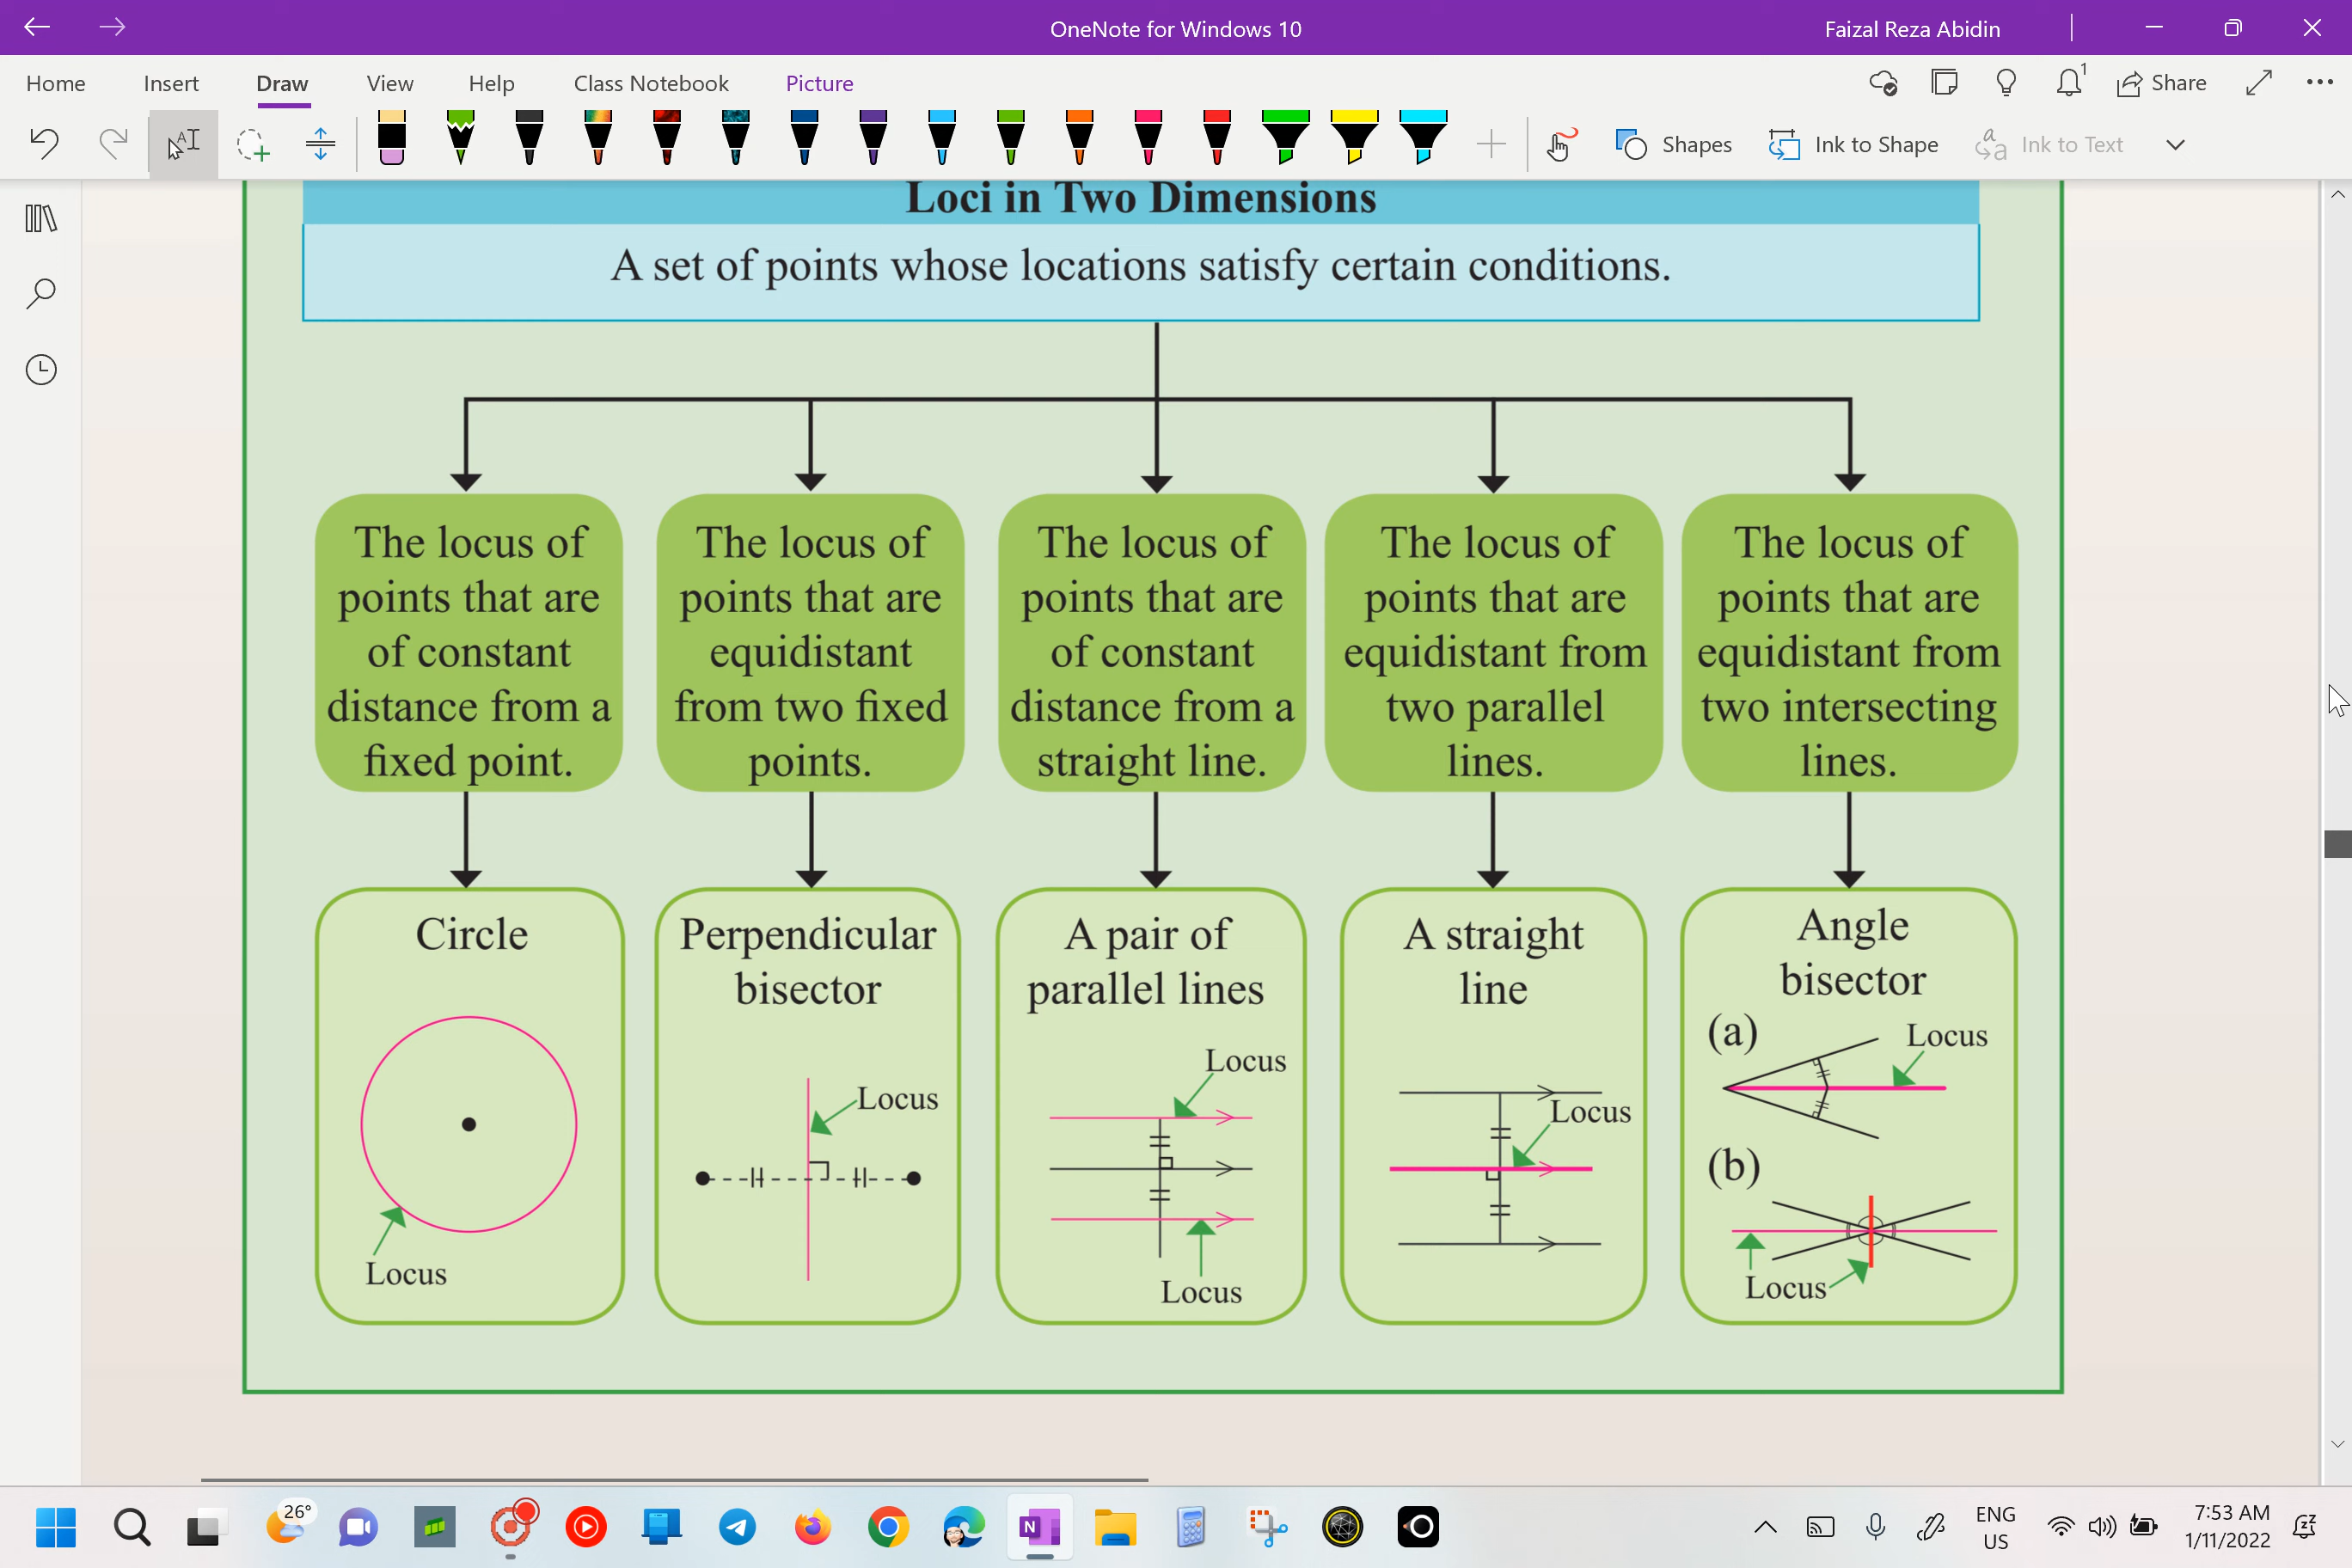 OneNote for Windows 10
Faizal Reza Abidin
Home Insert Draw View Help Class Notebook Picture
1
Share
Shapes
Ink to Shape
Ink to Text
Loci in Two Dimensions
A set of points whose locations satisfy certain conditions.
The locus of
points that are
of constant
distance from a
fixed point.
The locus of
points that are
equidistant
from two fixed
points.
The locus of
points that are
of constant
distance from a
straight line.
The locus of
points that are
equidistant from
two parallel
lines.
The locus of
points that are
equidistant from
two intersecting
lines.
Circle
Locus
Perpendicular
bisector
Locus
A pair of
parallel lines
Locus
Locus
A straight
line
Locus
Angle
bisector
(a)
Locus
(b)
Locus
26°
N
ENG
US
7:53 AM
1/11/2022